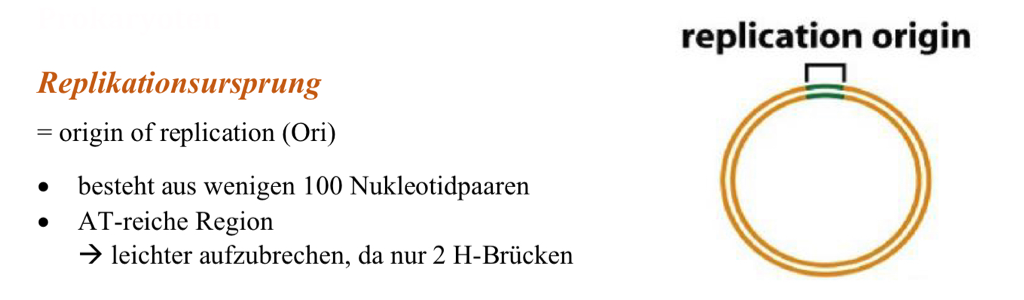 replication origin
Replikationsursprung
= origin of replication (Ori)
• besteht aus wenigen 100 Nukleotidpaaren
• AT-reiche Region
→ leichter aufzubrechen, da nur 2 H-Brücken